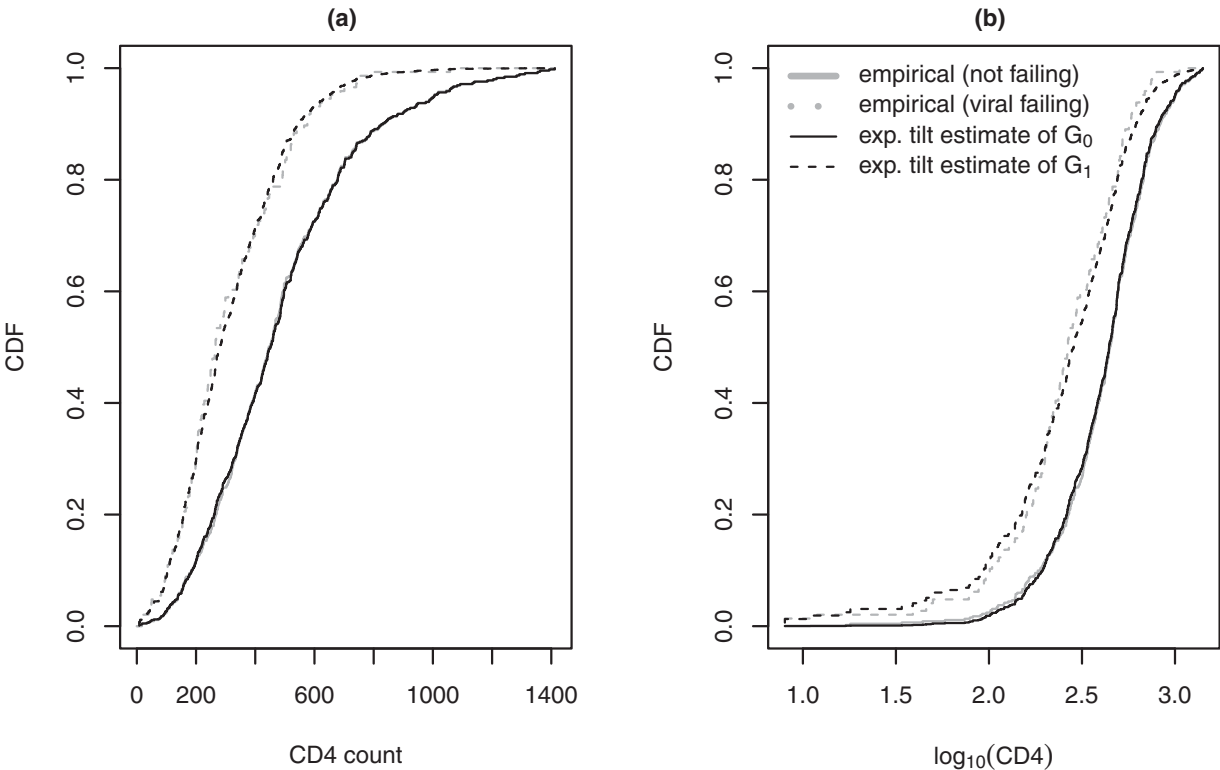 (a)
CDF
1.0
0.8
0.6
0.4
0.2
0.0
0 200 600 1000 1400
CD4 count
(b)
CDF
1.0
0.8
0.6
0.4
0.2
0.0
empirical (not failing)
empirical (viral failing)
exp. tilt estimate of G₀
exp. tilt estimate of G₁
1.0 1.5 2.0 2.5 3.0
log₁₀(CD4)